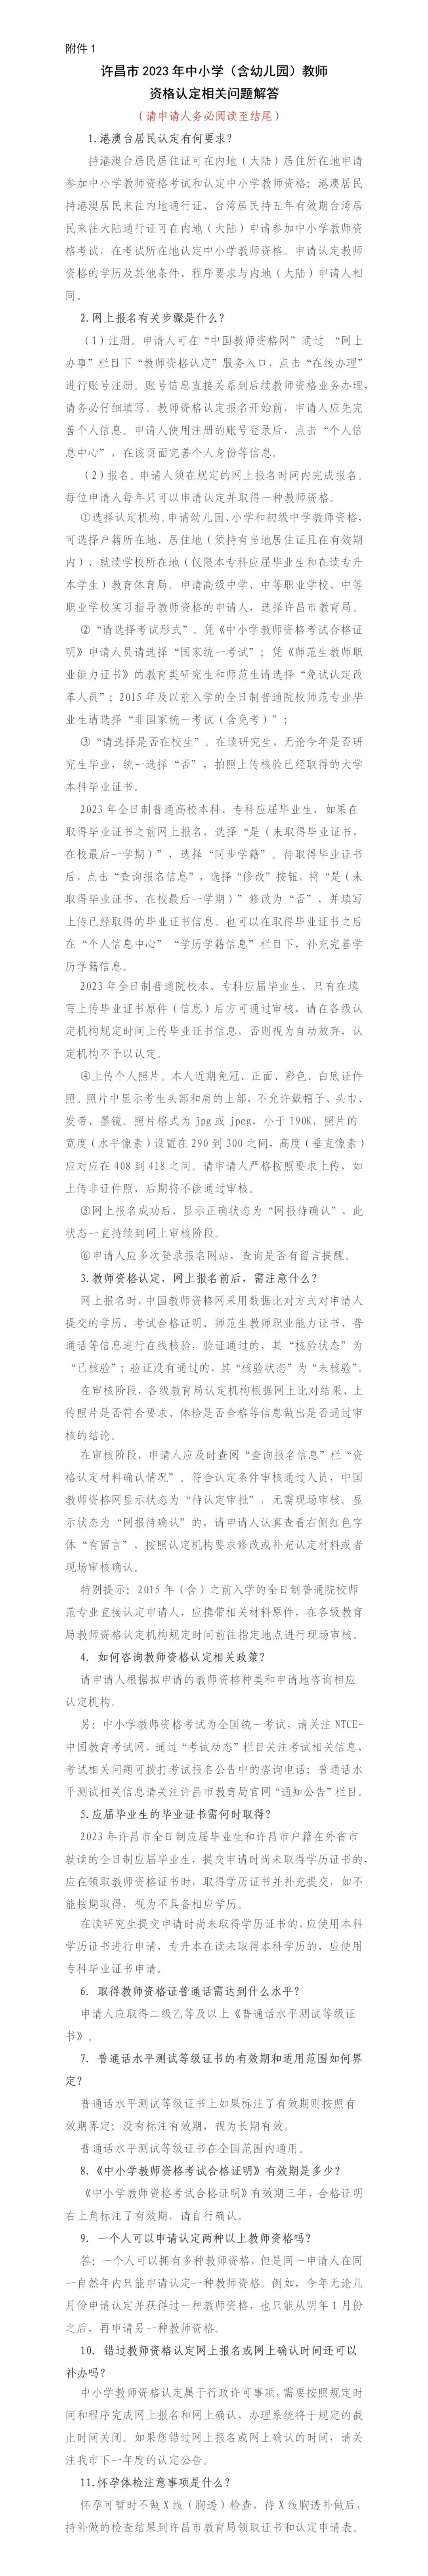 附件 1
许昌市 2023 年中小学（含幼儿园）教师
资格认定相关问题解答
（请申请人务必阅读至结尾）
1.港澳台居民认定有何要求？
持港澳台居民居住证可在内地（大陆）居住所在地申请
参加中小学教师资格考试和认定中小学教师资格；港澳居民
持港澳居民来往内地通行证、台湾居民持五年有效期台湾居
民来往大陆通行证可在内地（大陆）申请参加中小学教师资
格考试，在考试所在地认定中小学教师资格。申请认定教师
资格的学历及其他条件、程序要求与内地（大陆）申请人相
同。
2.网上报名有关步骤是什么？
（1）注册。申请人可在“中国教师资格网”通过 “网上
办事”栏目下“教师资格认定”服务入口，点击“在线办理”
进行账号注册。账号信息直接关系到后续教师资格业务办理，
请务必仔细填写。教师资格认定报名开始前，申请人应先完
善个人信息。申请人使用注册的账号登录后，点击“个人信
息中心”，在该页面完善个人身份等信息。
（2）报名。申请人须在规定的网上报名时间内完成报名。
每位申请人每年只可以申请认定并取得一种教师资格。
①选择认定机构。申请幼儿园、小学和初级中学教师资格，
可选择户籍所在地、居住地（须持有当地居住证且在有效期
内）、就读学校所在地（仅限本专科应届毕业生和在读专升
本学生）教育体育局。申请高级中学、中等职业学校、中等
职业学校实习指导教师资格的申请人，选择许昌市教育局。
②“请选择考试形式”。凭《中小学教师资格考试合格证
明》申请人员请选择“国家统一考试”；凭《师范生教师职
业能力证书》的教育类研究生和师范生请选择“免试认定改
革人员”；2015 年及以前入学的全日制普通院校师范专业毕
业生请选择“非国家统一考试（含免考）”；
③“请选择是否在校生”。在读研究生，无论今年是否研
究生毕业，统一选择“否”，拍照上传核验已经取得的大学
本科毕业证书。
2023 年全日制普通高校本科、专科应届毕业生，如果在
取得毕业证书之前网上报名，选择“是（未取得毕业证书，
在校最后一学期）”，选择“同步学籍”。待取得毕业证书
后，点击“查询报名信息”，选择“修改”按钮，将“是（未
取得毕业证书，在校最后一学期）”修改为“否”，并填写
上传已经取得的毕业证书信息。也可以在取得毕业证书之后
在“个人信息中心”“学历学籍信息”栏目下，补充完善学
历学籍信息。
2023 年全日制普通院校本、专科应届毕业生，只有在填
写上传毕业证书原件（信息）后方可通过审核，请在各级认
定机构规定时间上传毕业证书信息，否则视为自动放弃，认
定机构不予以认定。
④上传个人照片。本人近期免冠、正面、彩色、白底证件
照。照片中显示考生头部和肩的上部，不允许戴帽子、头巾、
发带、墨镜。照片格式为 jpg 或 jpeg，小于 190K，照片的
宽度（水平像素）设置在 290 到 300 之间，高度（垂直像素）
应对应在 408 到 418 之间。请申请人严格按照要求上传，如
上传非证件照，后期将不能通过审核。
⑤网上报名成功后，显示正确状态为“网报待确认”，此
状态一直持续到网上审核阶段。
⑥申请人应多次登录报名网站，查询是否有留言提醒。
3.教师资格认定，网上报名前后，需注意什么？
网上报名时，中国教师资格网采用数据比对方式对申请人
提交的学历、考试合格证明、师范生教师职业能力证书、普
通话等信息进行在线核验，验证通过的，其“核验状态”为
“已核验”；验证没有通过的，其“核验状态”为“未核验”。
在审核阶段，各级教育局认定机构根据网上比对结果、上
传照片是否符合要求、体检是否合格等信息做出是否通过审
核的结论。
在审核阶段，申请人应及时查阅“查询报名信息”栏“资
格认定材料确认情况”。符合认定条件审核通过人员，中国
教师资格网显示状态为“待认定审批”，无需现场审核。显
示状态为“网报待确认”的，请申请人认真查看右侧红色字
体“有留言”，按照认定机构要求修改或补充认定材料或者
现场审核确认。
特别提示：2015 年（含）之前入学的全日制普通院校师
范专业直接认定申请人，应携带相关材料原件，在各级教育
局教师资格认定机构规定时间前往指定地点进行现场审核。
4. 如何咨询教师资格认定相关政策？
请申请人根据拟申请的教师资格种类和申请地咨询相应
认定机构。
另：中小学教师资格考试为全国统一考试，请关注 NTCE-
中国教育考试网，通过“考试动态”栏目关注考试相关信息，
考试相关问题可拨打考试报名公告中的咨询电话；普通话水
平测试相关信息请关注许昌市教育局官网“通知公告”栏目。
5.应届毕业生的毕业证书需何时取得？
2023 年许昌市全日制应届毕业生和许昌市户籍在外省市
就读的全日制应届毕业生，提交申请时尚未取得学历证书的，
应在领取教师资格证书时，取得学历证书并补充提交，如不
能按期取得，视为不具备相应学历。
在读研究生提交申请时尚未取得学历证书的，应使用本科
学历证书进行申请，专升本在读未取得本科学历的，应使用
专科毕业证书申请。
6. 取得教师资格证普通话需达到什么水平？
申请人应取得二级乙等及以上《普通话水平测试等级证
书》。
7. 普通话水平测试等级证书的有效期和适用范围如何界
定？
普通话水平测试等级证书上如果标注了有效期则按照有
效期界定；没有标注有效期，视为长期有效。
普通话水平测试等级证书在全国范围内通用。
8.《中小学教师资格考试合格证明》有效期是多少？
《中小学教师资格考试合格证明》有效期三年，合格证明
右上角标注了有效期，请自行确认。
9. 一个人可以申请认定两种以上教师资格吗？
答：一个人可以拥有多种教师资格，但是同一申请人在同
一自然年内只能申请认定一种教师资格。例如，今年无论几
月份申请认定并获得过一种教师资格，也只能从明年 1 月份
之后，再申请另一种教师资格。
10. 错过教师资格认定网上报名或网上确认时间还可以
补办吗？
中小学教师资格认定属于行政许可事项，需要按照规定时
间和程序完成网上报名和网上确认，办理系统将于规定的截
止时间关闭。如果您错过网上报名或网上确认的时间，请关
注我市下一年度的认定公告。
11.怀孕体检注意事项是什么？
怀孕可暂时不做 X 线（胸透）检查，待 X 线胸透补做后，
持补做的检查结果到许昌市教育局领取证书和认定申请表。